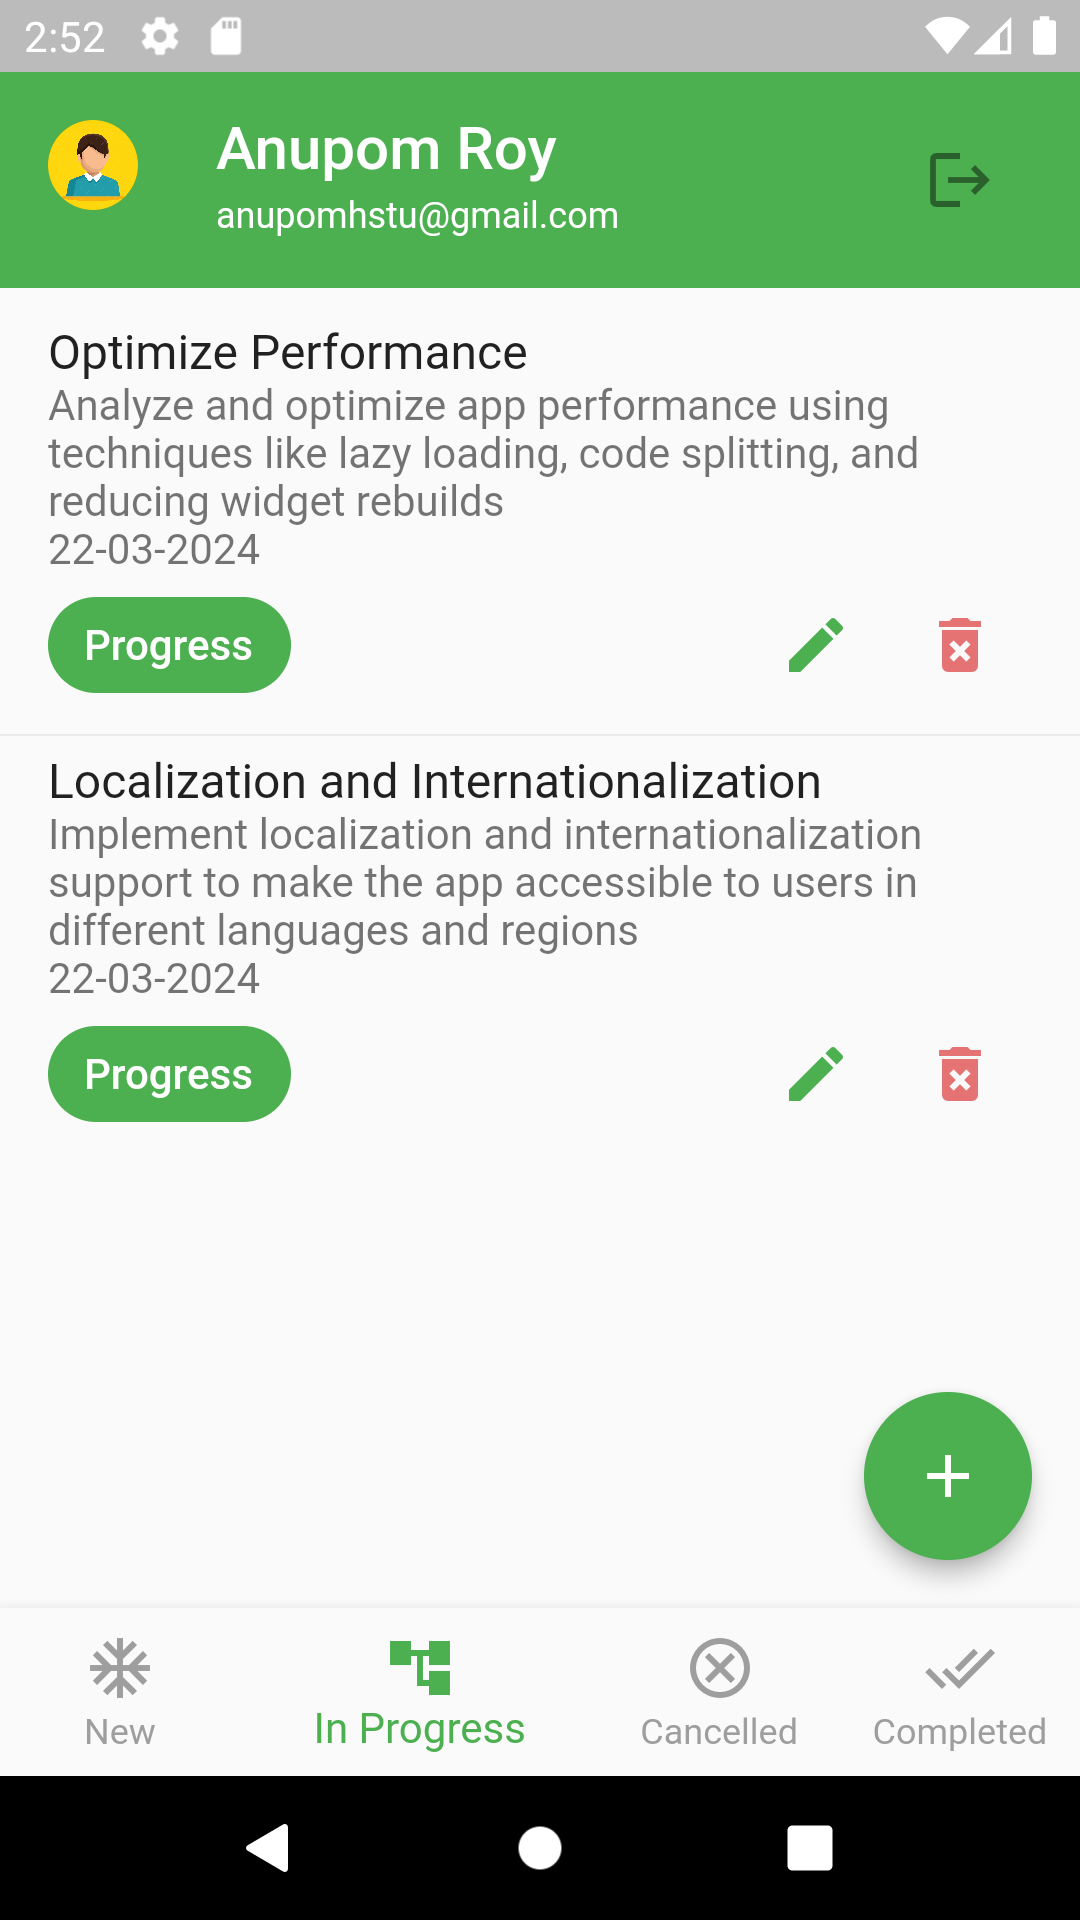 2:52
Anupom Roy
anupomhstu@gmail.com
Optimize Performance
Analyze and optimize app performance using
techniques like lazy loading, code splitting, and
reducing widget rebuilds
22-03-2024
Progress
Localization and Internationalization
Implement localization and internationalization
support to make the app accessible to users in
different languages and regions
22-03-2024
Progress
New
In Progress
Cancelled
Completed